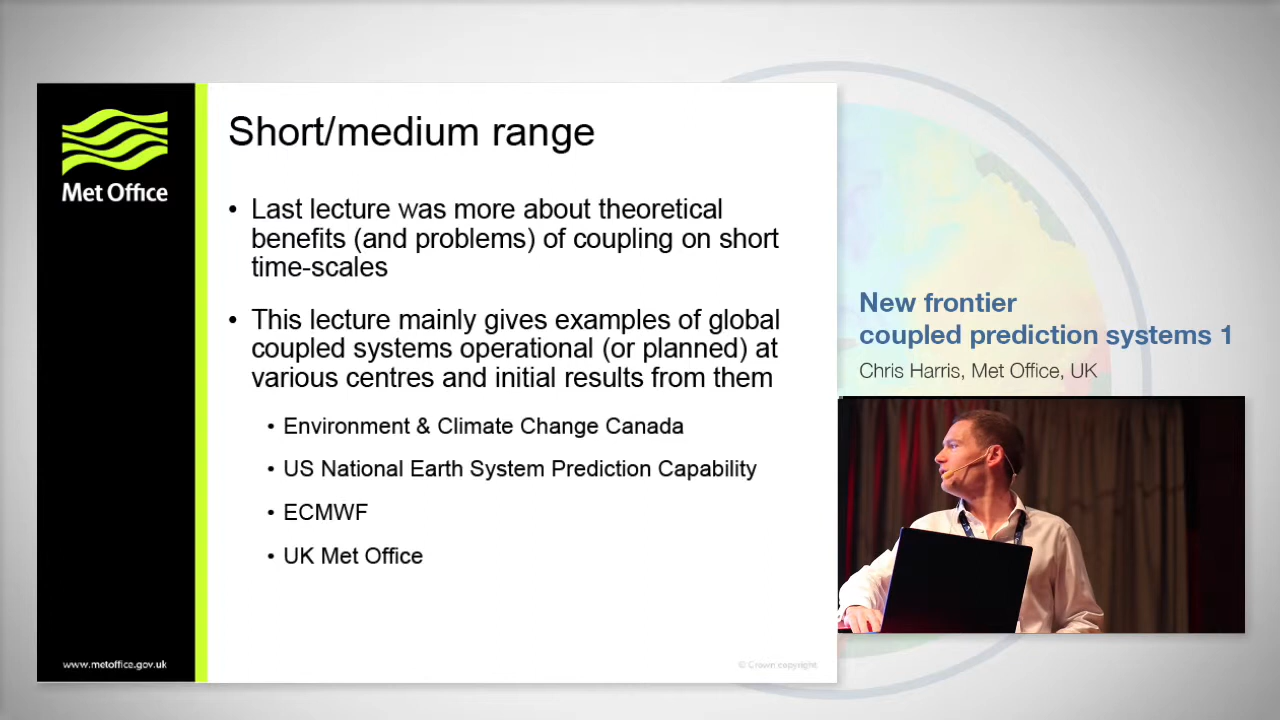 Met Office
Short/medium range
• Last lecture was more about theoretical
benefits (and problems) of coupling on short
time-scales
• This lecture mainly gives examples of global
coupled systems operational (or planned) at
various centres and initial results from them
• Environment & Climate Change Canada
• US National Earth System Prediction Capability
• ECMWF
• UK Met Office
www.metoffice.gov.uk
© Crown copyright
New frontier
coupled prediction systems 1
Chris Harris, Met Office, UK